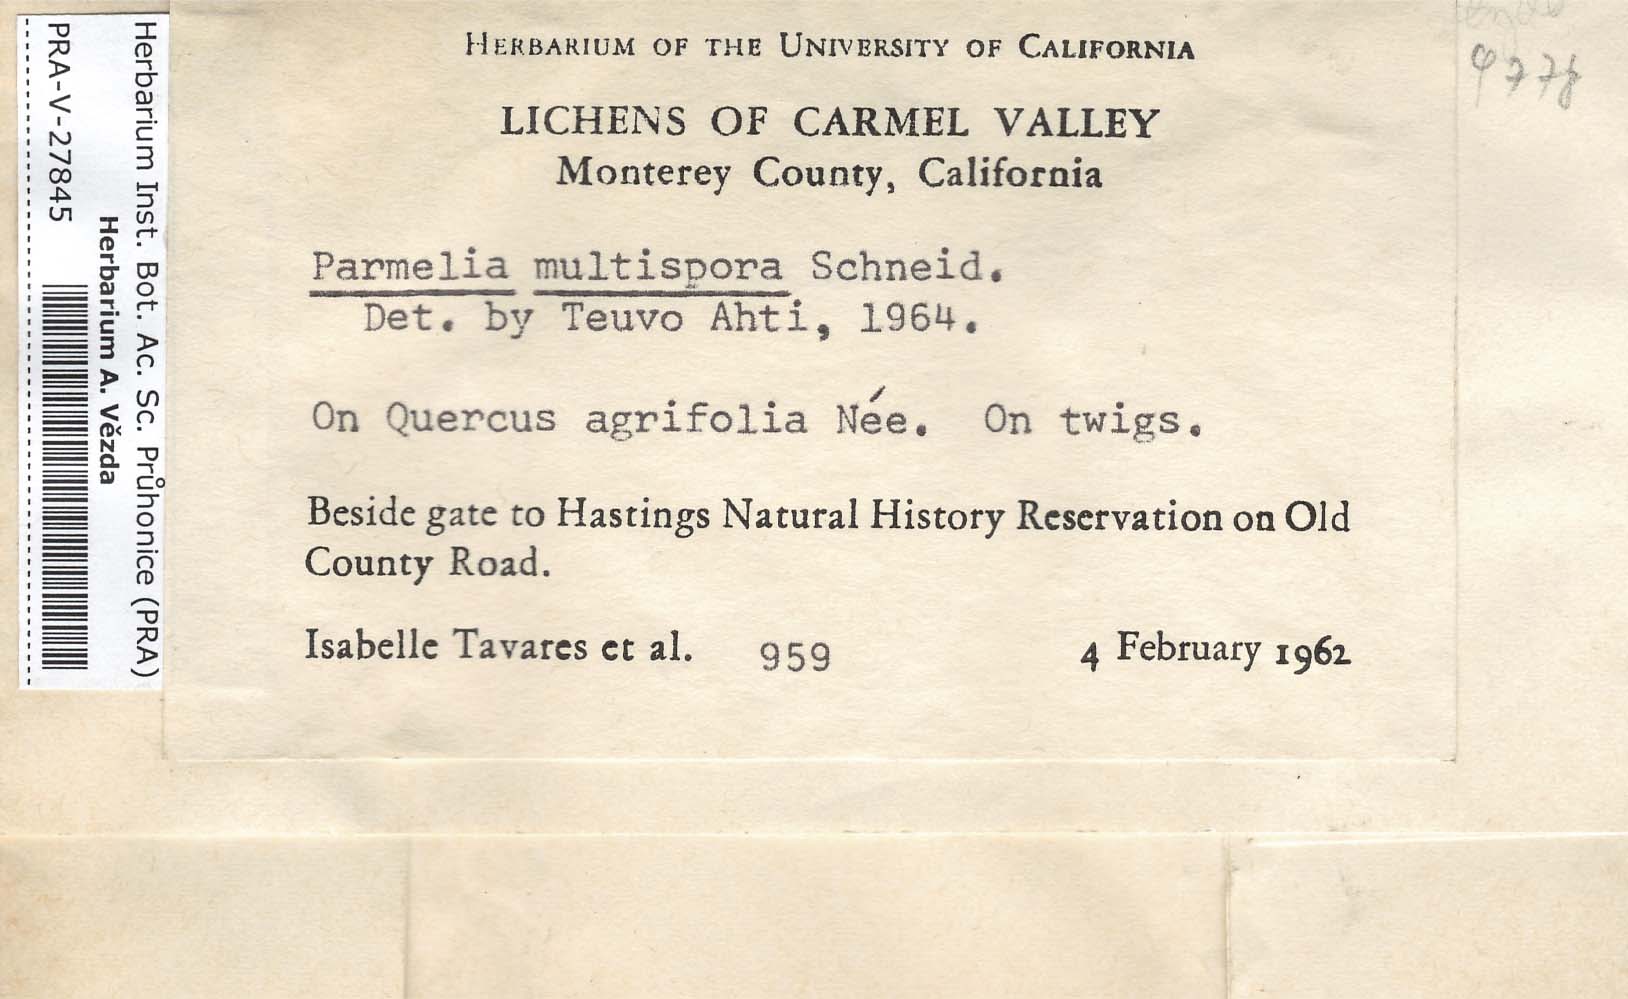 HERBARIUM OF THE UNIVERSITY OF CALIFORNIA
LICHENS OF CARMEL VALLEY
Monterey County, California
Parmelia multispora Schneid.
Det. by Teuvo Ahti, 1964.
On Quercus agrifolia Née. On twigs.
Beside gate to Hastings Natural History Reservation on Old
County Road.
Isabelle Tavares et al. 959 4 February 1962
Herbarium Inst. Bot. Ac. Sc. Průhonice (PRA)
Herbarium A. Vězda
PRA-V-27845